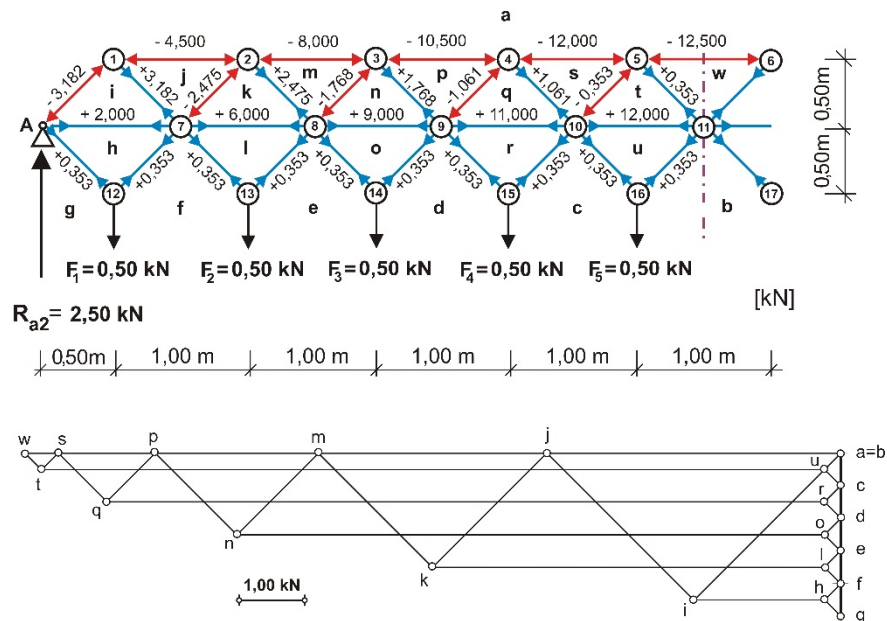 a
- 4,500 - 8,000 - 10,500 - 12,000 - 12,500
1 2 3 4 5 6
- 3,182 j m p s w
i +3,182 - 2,475 k +2,475 -1,768 n +1,768 -1,061 q +1,061 - 0,353 t +0,353
A + 2,000 + 6,000 + 9,000 + 11,000 + 12,000
7 8 9 10 11
0,50m
h l o r u
+0,353 +0,353 +0,353 +0,353 +0,353 +0,353 +0,353 +0,353 +0,353 +0,353
0,50m
12 13 14 15 16 17
g f e d c b
F1=0,50 kN F2=0,50 kN F3=0,50 kN F4=0,50 kN F5=0,50 kN
[kN]
Ra2= 2,50 kN
0,50m 1,00 m 1,00 m 1,00 m 1,00 m 1,00 m
w s p m j a=b
t u
c
q r
d
n o
e
k l
f
1,00 kN
i h
g